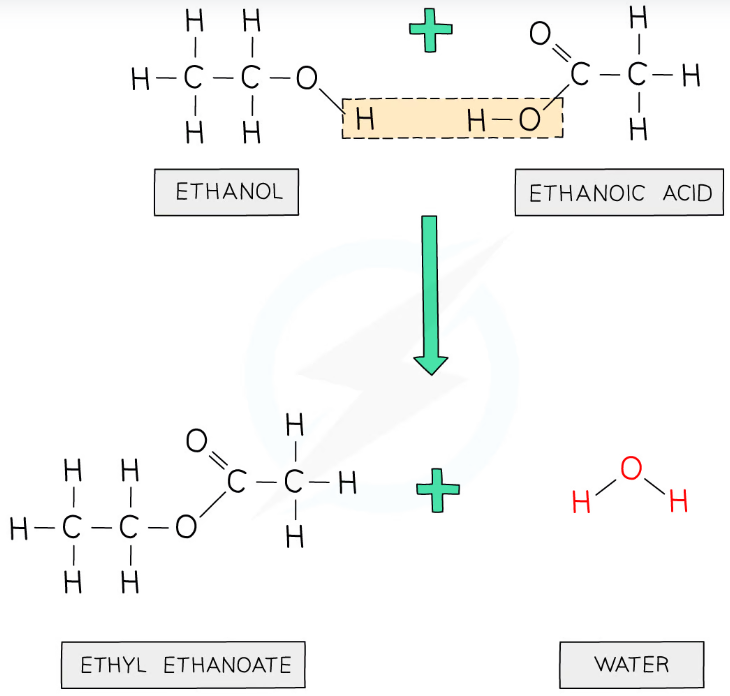 H H H
O
H C C O C C H
H H O
H H H
ETHANOL ETHANOIC ACID
H
O
H H C C H
H C C O H
H H
O
H H
ETHYL ETHANOATE WATER